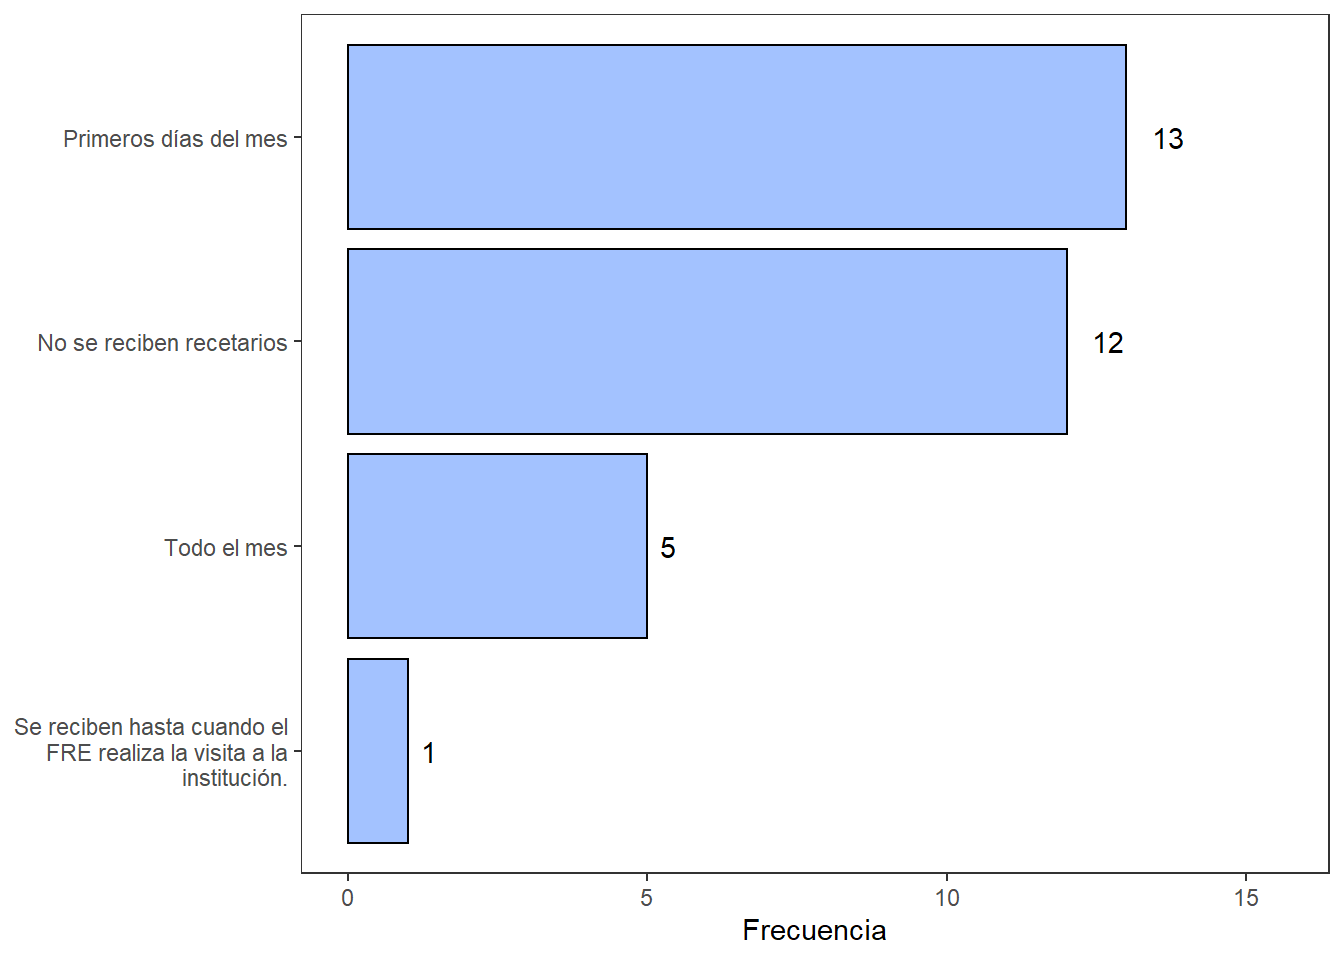 Primeros días del mes
13
No se reciben recetarios
12
Todo el mes
5
Se reciben hasta cuando el
FRE realiza la visita a la
institución.
1
0
5
10
15
Frecuencia